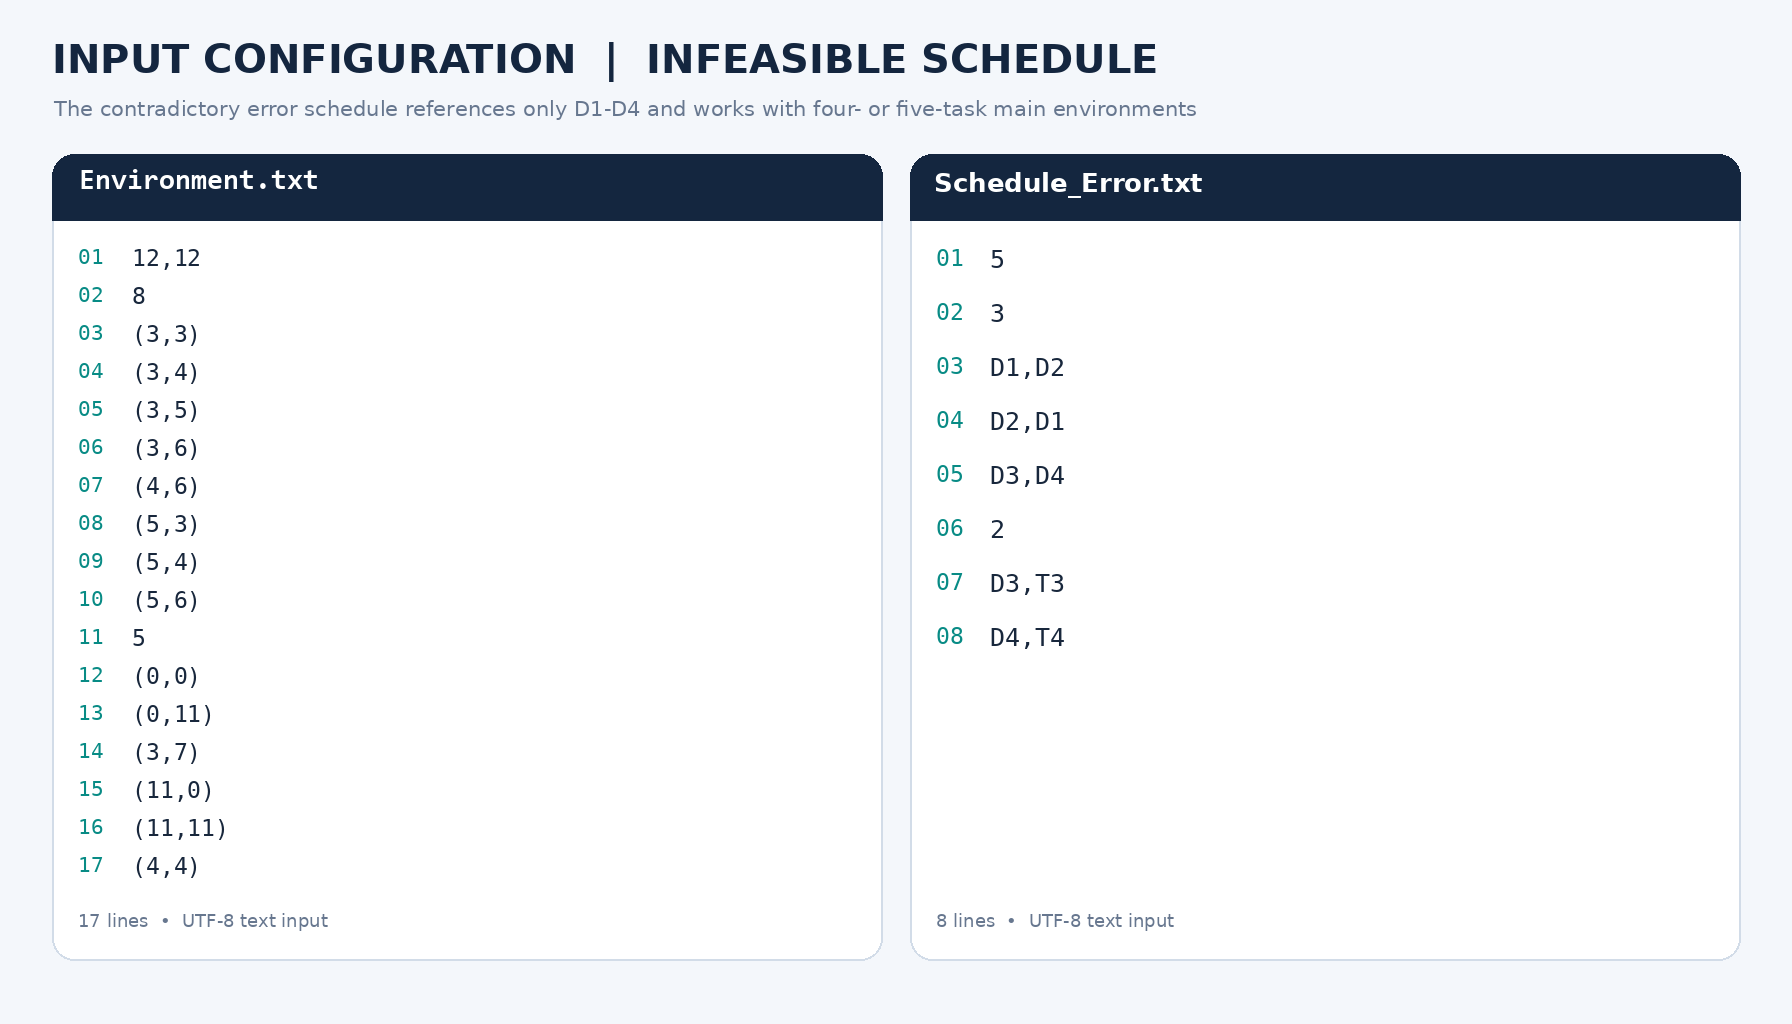 INPUT CONFIGURATION | INFEASIBLE SCHEDULE
The contradictory error schedule references only D1-D4 and works with four- or five-task main environments
Environment.txt
01 12,12
02 8
03 (3,3)
04 (3,4)
05 (3,5)
06 (3,6)
07 (4,6)
08 (5,3)
09 (5,4)
10 (5,6)
11 5
12 (0,0)
13 (0,11)
14 (3,7)
15 (11,0)
16 (11,11)
17 (4,4)
17 lines • UTF-8 text input
Schedule_Error.txt
01 5
02 3
03 D1,D2
04 D2,D1
05 D3,D4
06 2
07 D3,T3
08 D4,T4
8 lines • UTF-8 text input